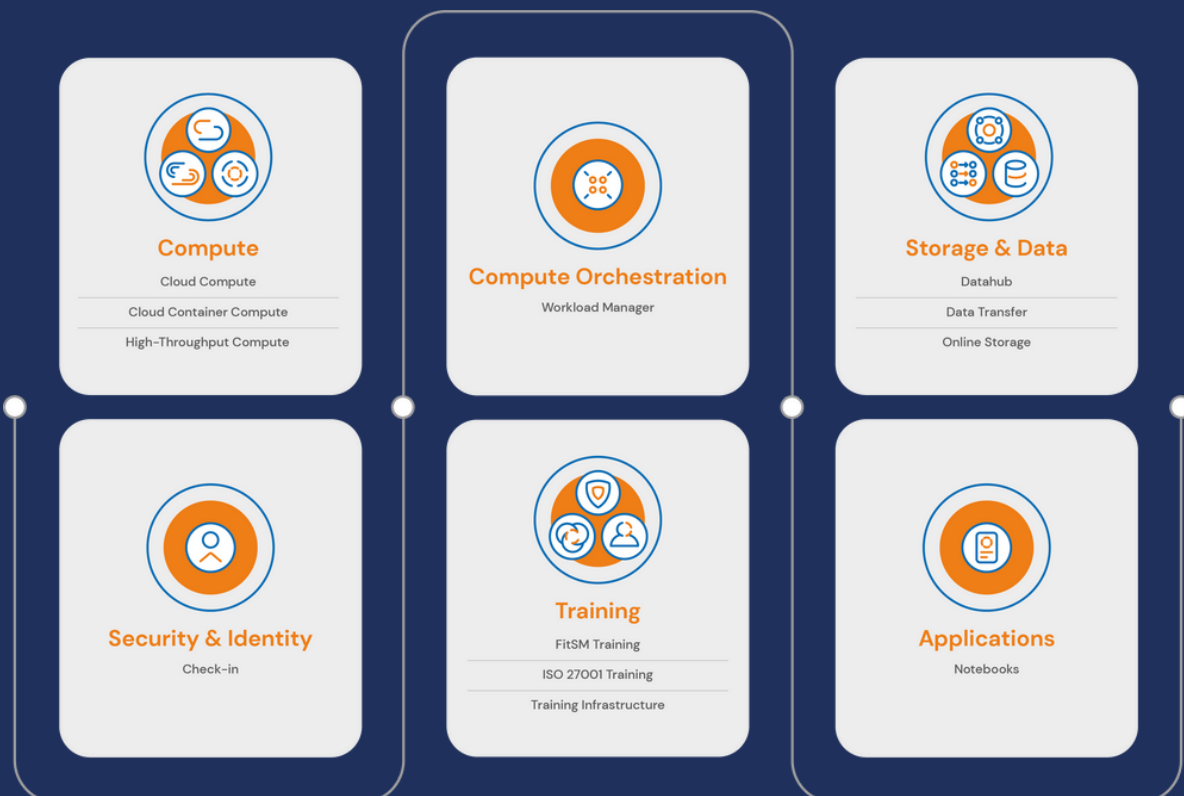 Compute
Cloud Compute
Cloud Container Compute
High-Throughput Compute
Compute Orchestration
Workload Manager
Storage & Data
Datahub
Data Transfer
Online Storage
Security & Identity
Check-in
Training
FitSM Training
ISO 27001 Training
Training Infrastructure
Applications
Notebooks